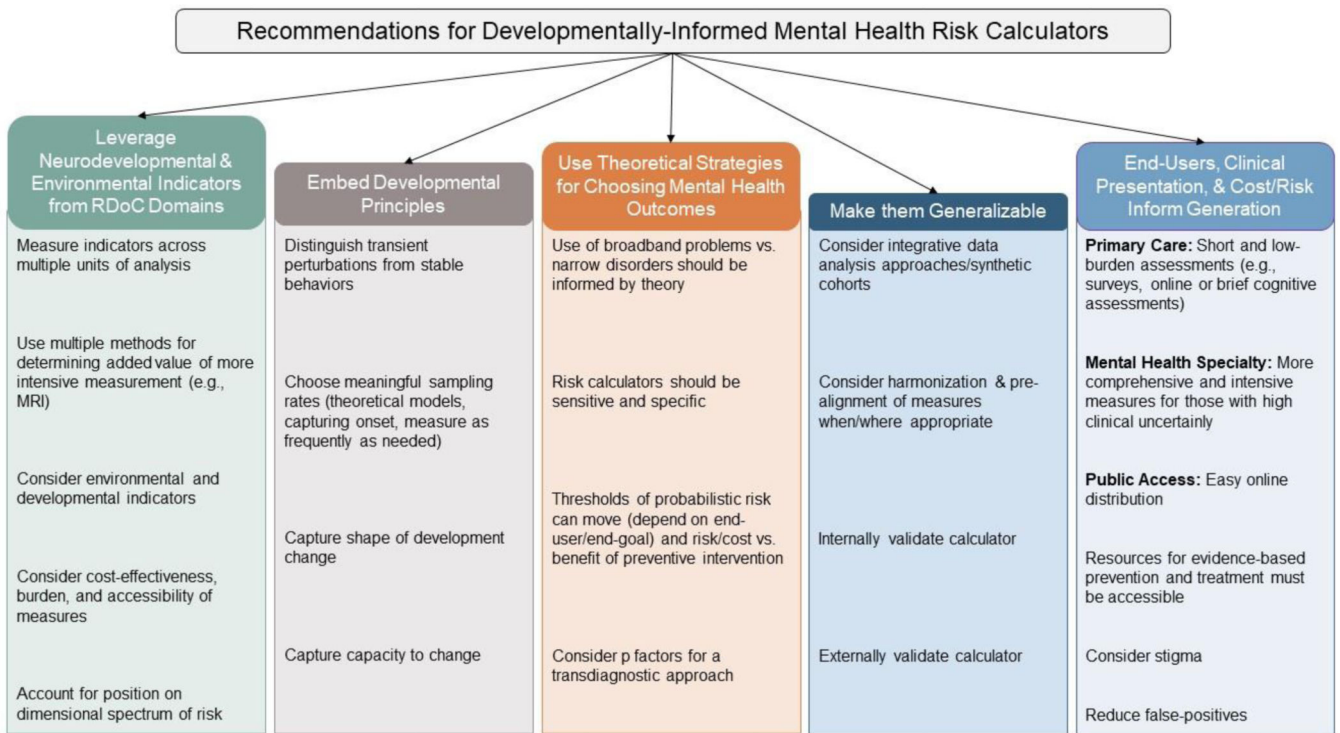 Recommendations for Developmentally-Informed Mental Health Risk Calculators
Leverage
Neurodevelopmental &
Environmental Indicators
from RDoC Domains
Measure indicators across
multiple units of analysis
Use multiple methods for
determining added value of more
intensive measurement (e.g.,
MRI)
Consider environmental and
developmental indicators
Consider cost-effectiveness,
burden, and accessibility of
measures
Account for position on
dimensional spectrum of risk
Embed Developmental
Principles
Distinguish transient
perturbations from stable
behaviors
Choose meaningful sampling
rates (theoretical models,
capturing onset, measure as
frequently as needed)
Capture shape of development
change
Capture capacity to change
Use Theoretical Strategies
for Choosing Mental Health
Outcomes
Use of broadband problems vs.
narrow disorders should be
informed by theory
Risk calculators should be
sensitive and specific
Thresholds of probabilistic risk
can move (depend on end-
user/end-goal) and risk/cost vs.
benefit of preventive intervention
Consider p factors for a
transdiagnostic approach
Make them Generalizable
Consider integrative data
analysis approaches/synthetic
cohorts
Consider harmonization & pre-
alignment of measures
when/where appropriate
Internally validate calculator
Externally validate calculator
End-Users, Clinical
Presentation, & Cost/Risk
Inform Generation
Primary Care: Short and low-
burden assessments (e.g.,
surveys, online or brief cognitive
assessments)
Mental Health Specialty: More
comprehensive and intensive
measures for those with high
clinical uncertainly
Public Access: Easy online
distribution
Resources for evidence-based
prevention and treatment must
be accessible
Consider stigma
Reduce false-positives